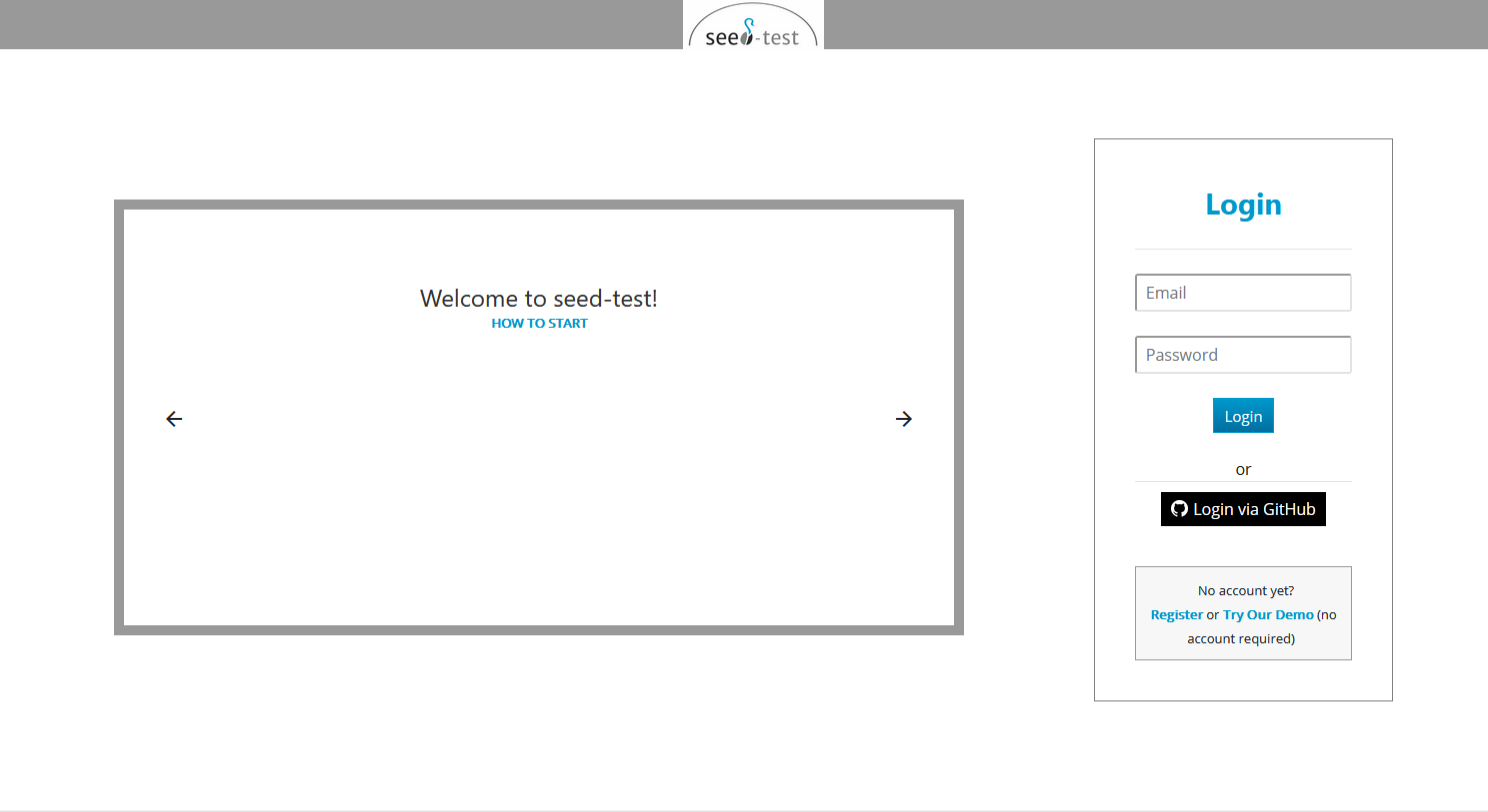 seed-test
Welcome to seed-test!
HOW TO START
Login
Email
Password
Login
or
Login via GitHub
No account yet?
Register or Try Our Demo (no
account required)